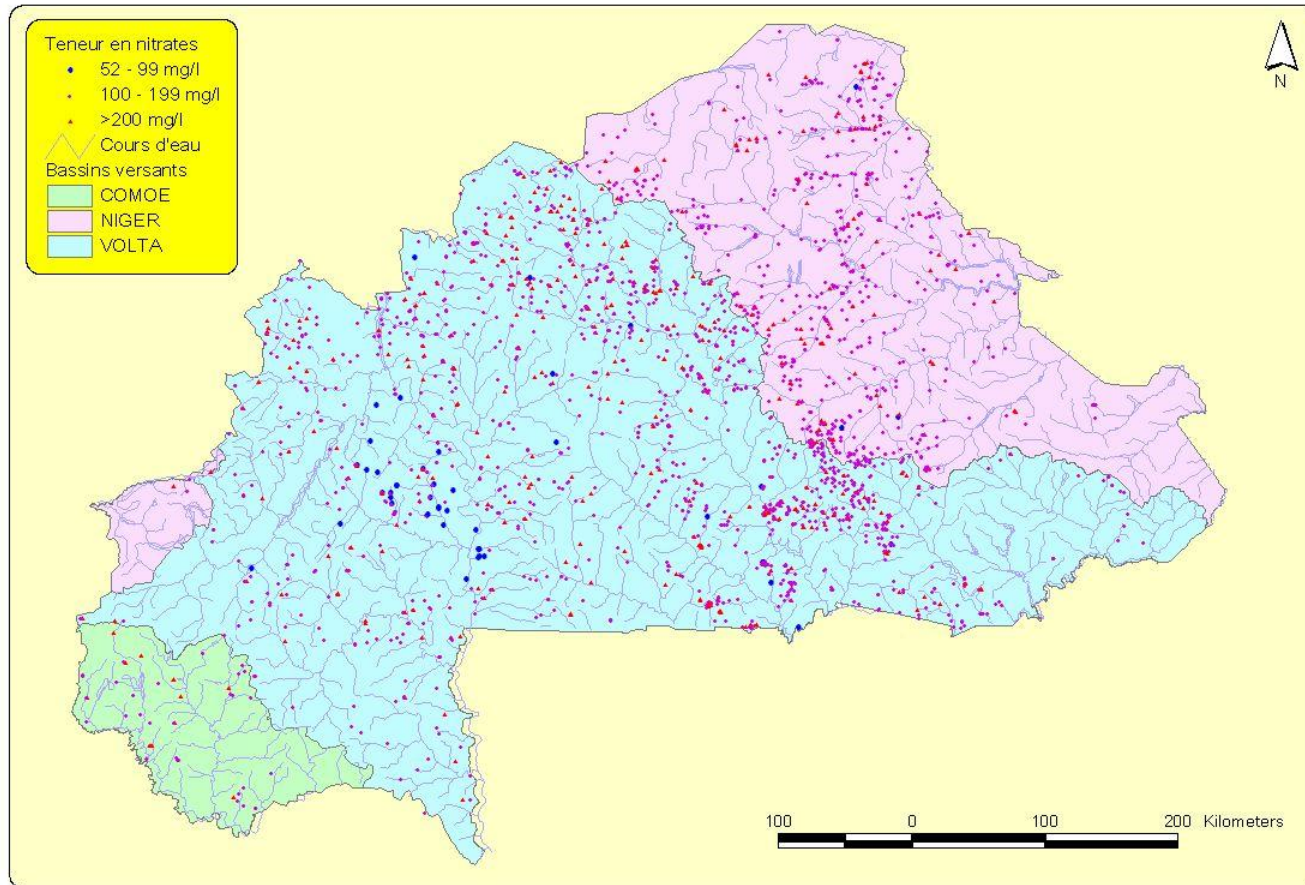 Teneur en nitrates
52 - 99 mg/l
100 - 199 mg/l
>200 mg/l
Cours d'eau
Bassins versants
COMOE
NIGER
VOLTA
N
100 0 100 200 Kilometers